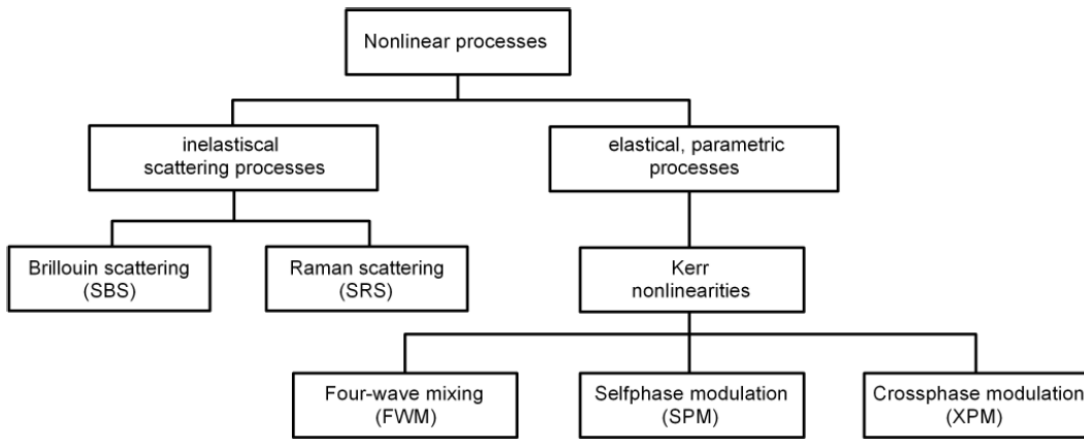 Nonlinear processes
inelastiscal
scattering processes
elastical, parametric
processes
Brillouin scattering
(SBS)
Raman scattering
(SRS)
Kerr
nonlinearities
Four-wave mixing
(FWM)
Selfphase modulation
(SPM)
Crossphase modulation
(XPM)